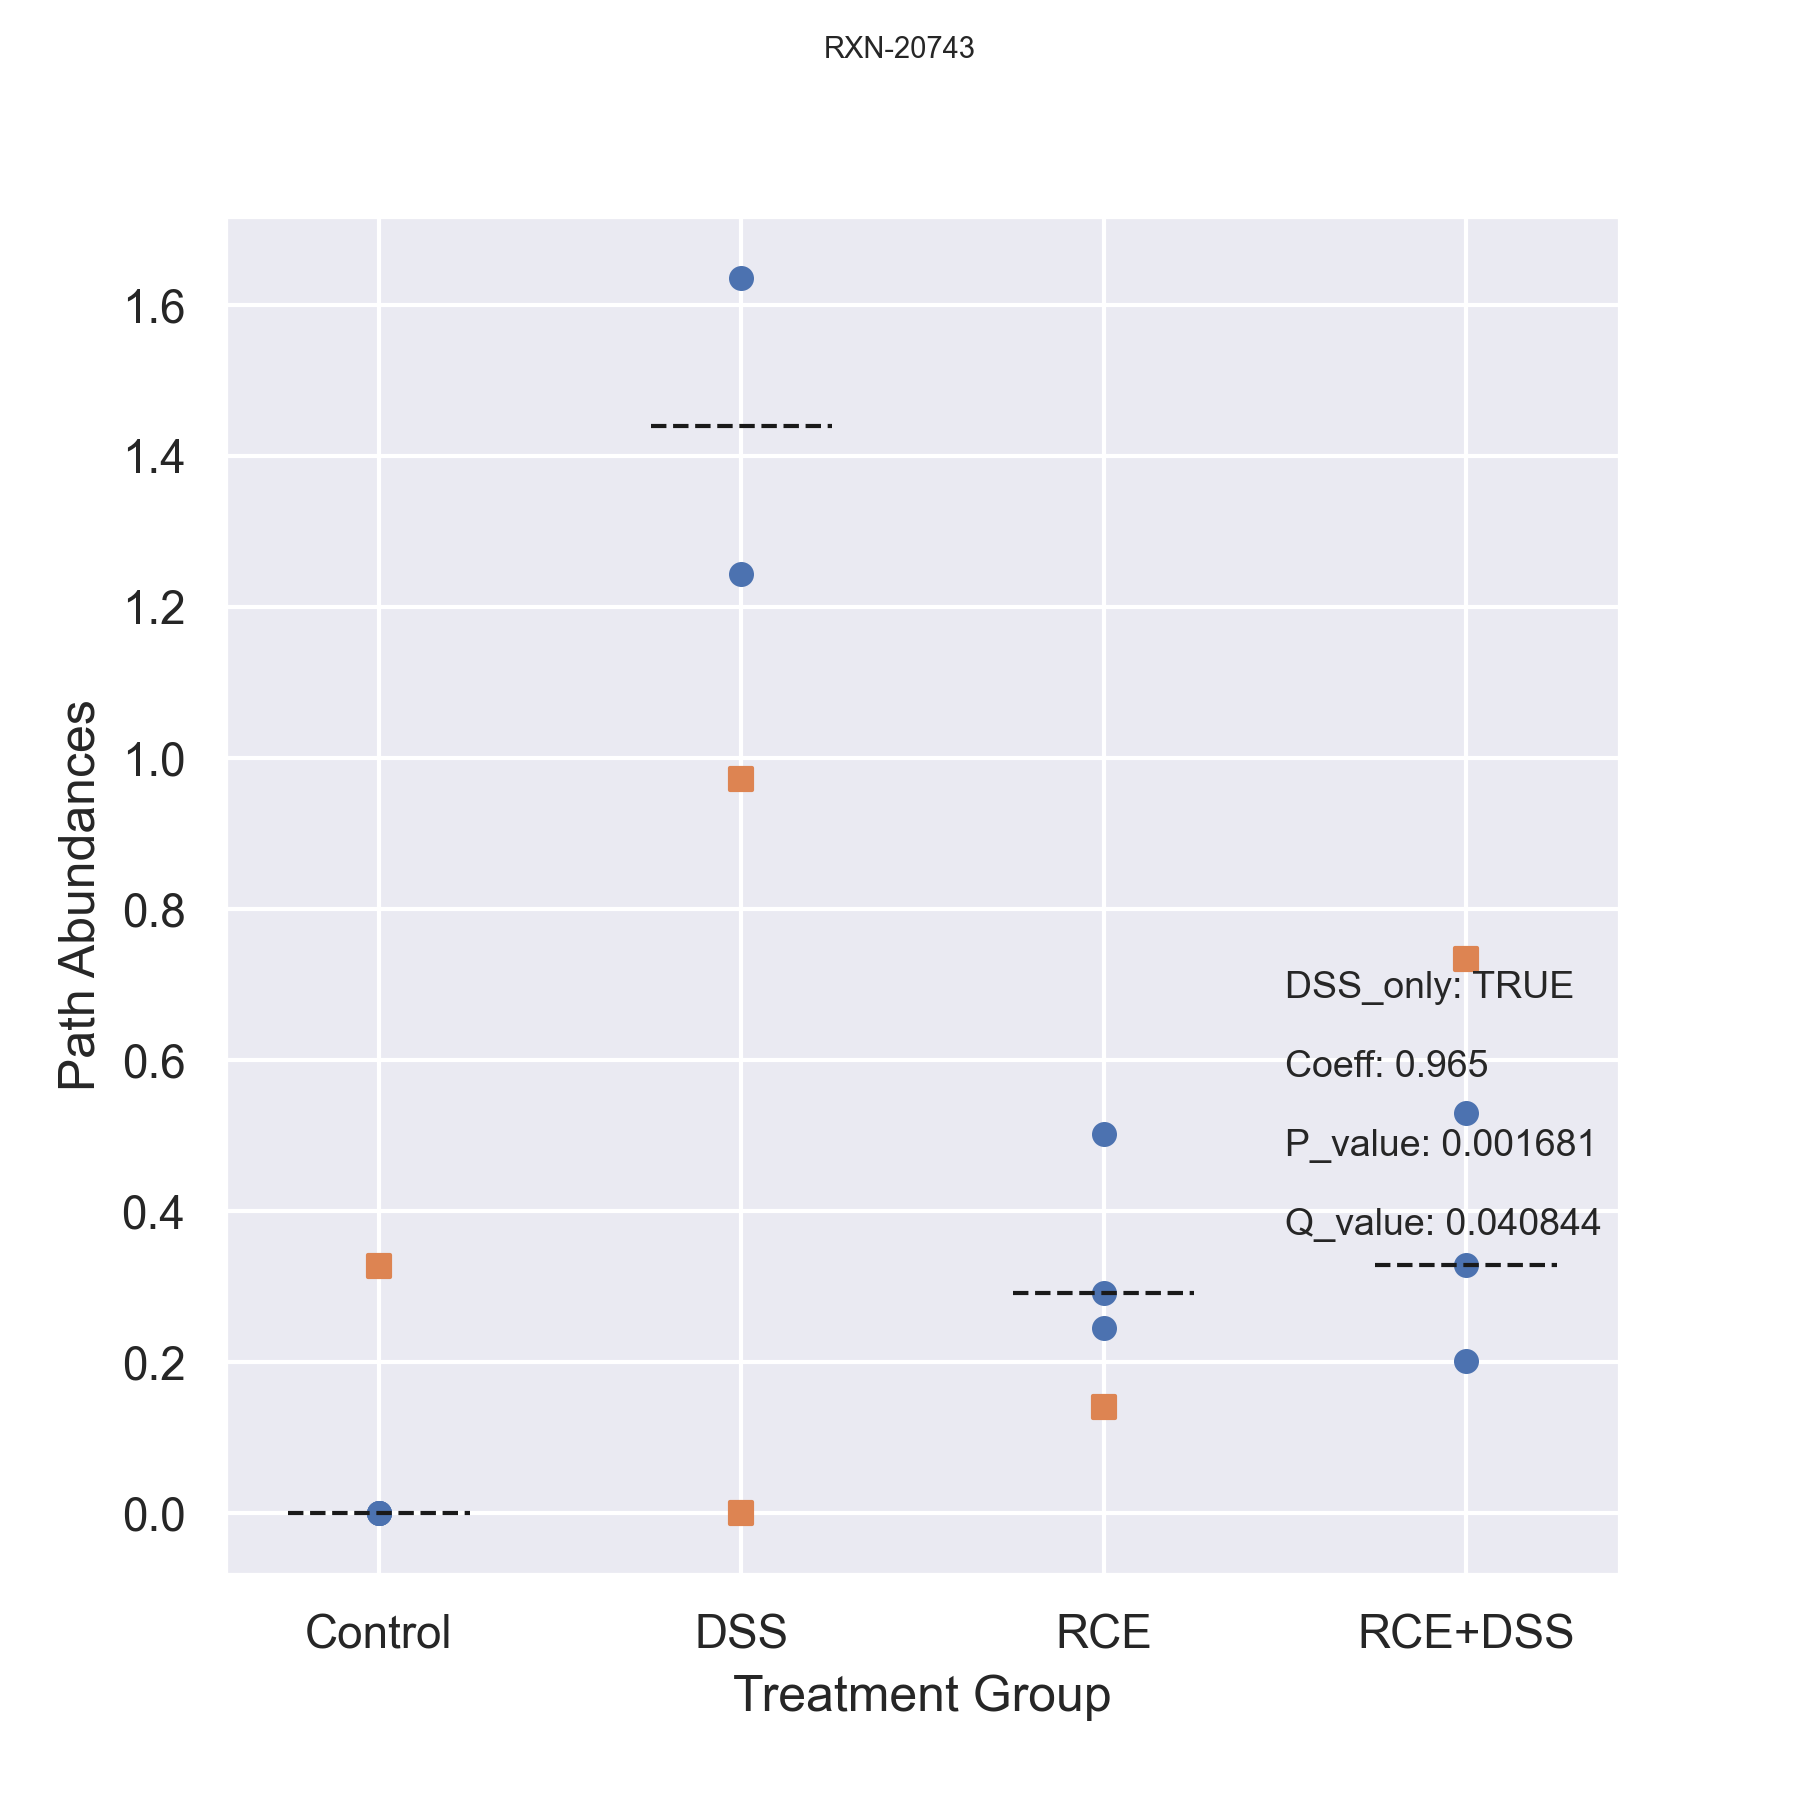 RXN-20743
1.6
1.4
1.2
1.0
0.8
0.6
0.4
0.2
0.0
Path Abundances
DSS_only: TRUE
Coeff: 0.965
P_value: 0.001681
Q_value: 0.040844
Control DSS RCE RCE+DSS
Treatment Group